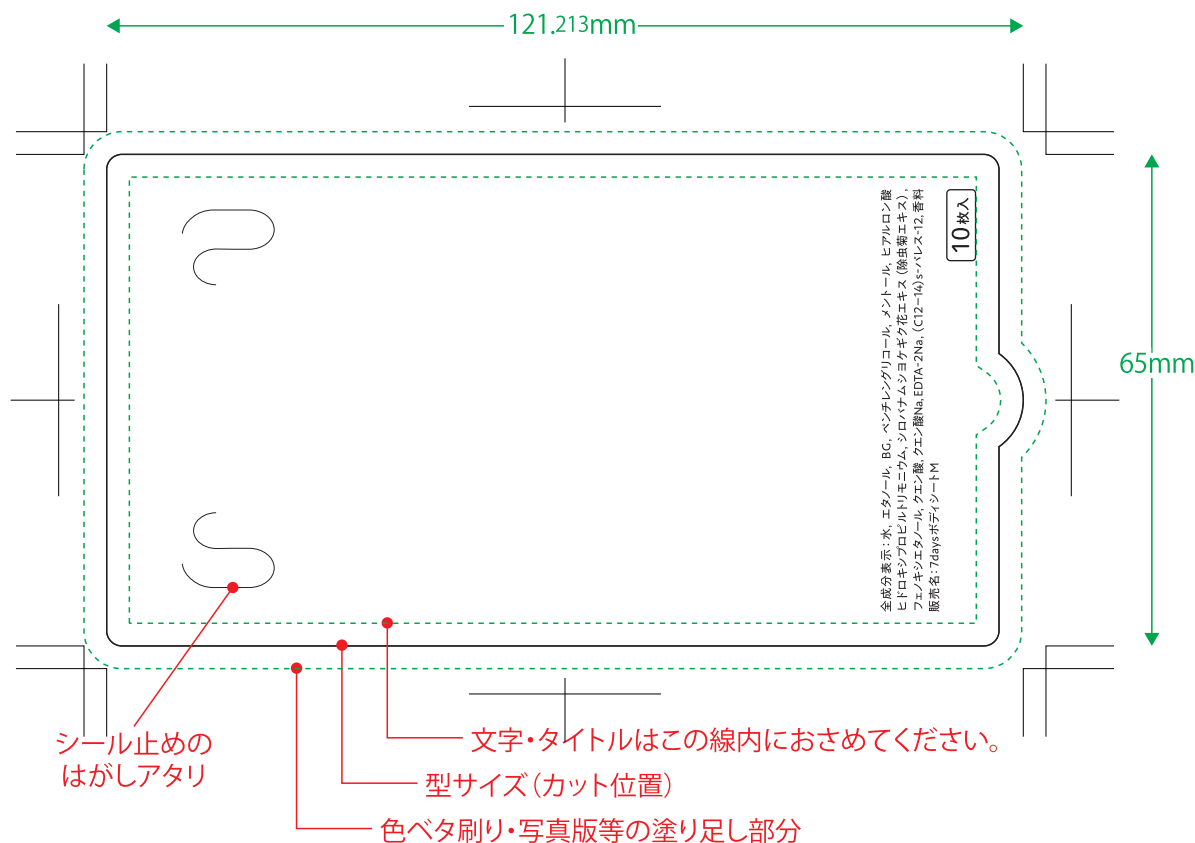 121.213mm
65mm
10枚入
全成分表示：水, エタノール, BG, ペンチレングリコール, メントール, ヒアルロン酸
ヒドロキシプロピルトリモニウム, シロバナムシヨケギク花エキス（除虫菊エキス）,
フェノキシエタノール, クエン酸, クエン酸Na, EDTA-2Na,（C12−14）s-パレス-12, 香料
販売名：7daysボディシートM
シール止めの
はがしアタリ
文字・タイトルはこの線内におさめてください。
型サイズ（カット位置）
色ベタ刷り・写真版等の塗り足し部分